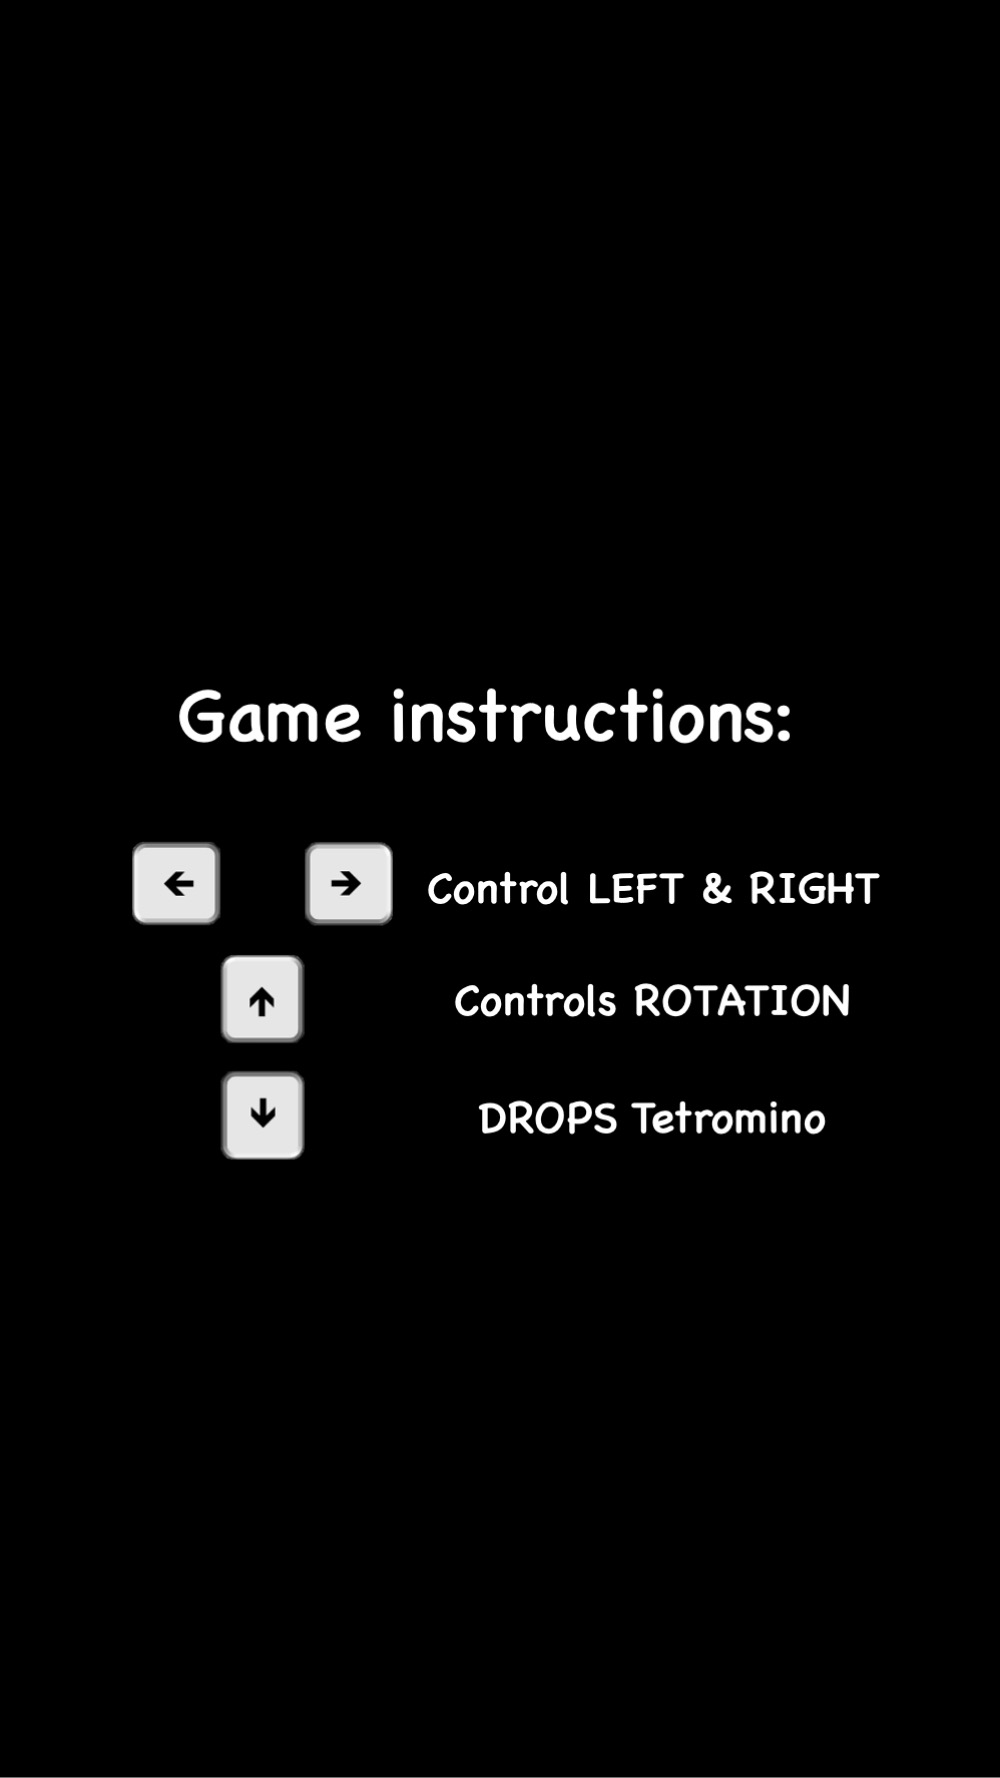 Game instructions:
← → Control LEFT & RIGHT
↑ Controls ROTATION
↓ DROPS Tetromino